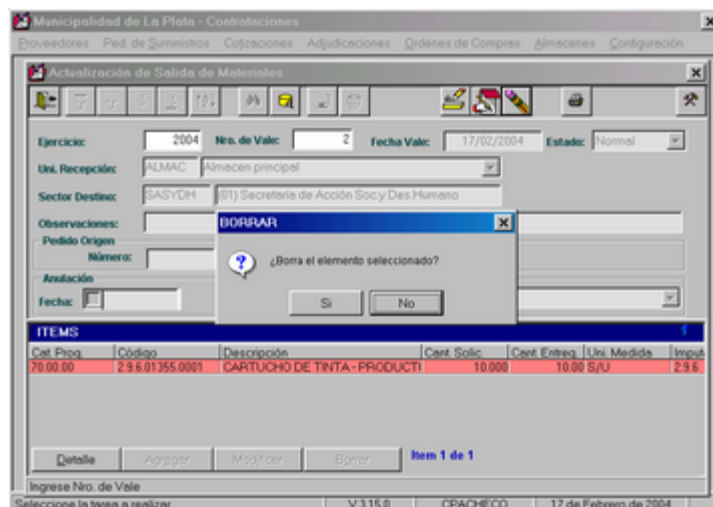 Municipalidad de La Plata - Contrataciones
Proveedores Ped. de Suministros Cotizaciones Adjudicaciones Ordenes de Compras Almacenes Configuración
Actualización de Salida de Materiales
Ejercicio: 2004 Nro. de Vale: 2 Fecha Vale: 17/02/2004 Estado: Normal
Uni. Recepción: ALMAC Almacen principal
Sector Destino: SASYDH (01) Secretaria de Acción Soc.y Des.Humano
Observaciones:
Pedido Origen
Número:
Anulación
Fecha:
BORRAR
¿Borra el elemento seleccionado?
Si No
ITEMS
Cat.Prog. Código Descripción Cant. Solic. Cant. Entreg. Uni. Medida Imput
70.00.00 2.9.6.01355.0001 CARTUCHO DE TINTA - PRODUCTI 10.000 10.00 S/U 2.9.6
Detalle Agregar Modificar Borrar Item 1 de 1
Ingrese Nro. de Vale
Seleccione la tarea a realizar V.3.15.0 CPACHECO 17 de Febrero de 2004